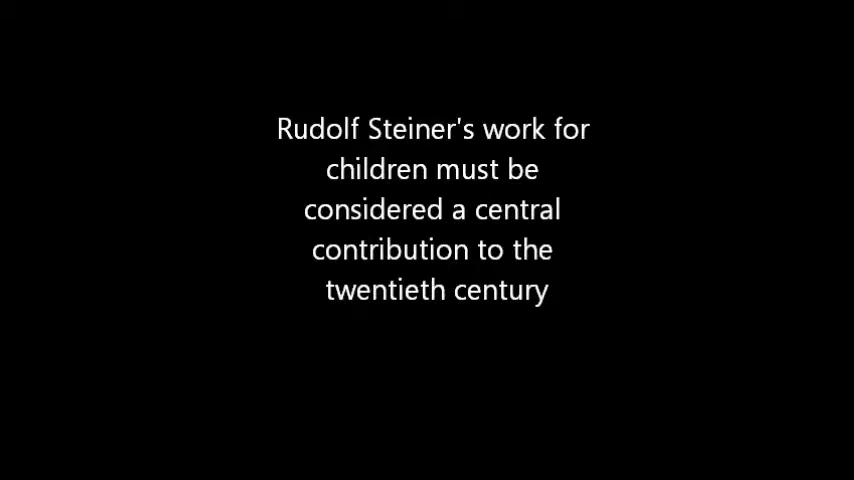 Rudolf Steiner's work for
children must be
considered a central
contribution to the
twentieth century